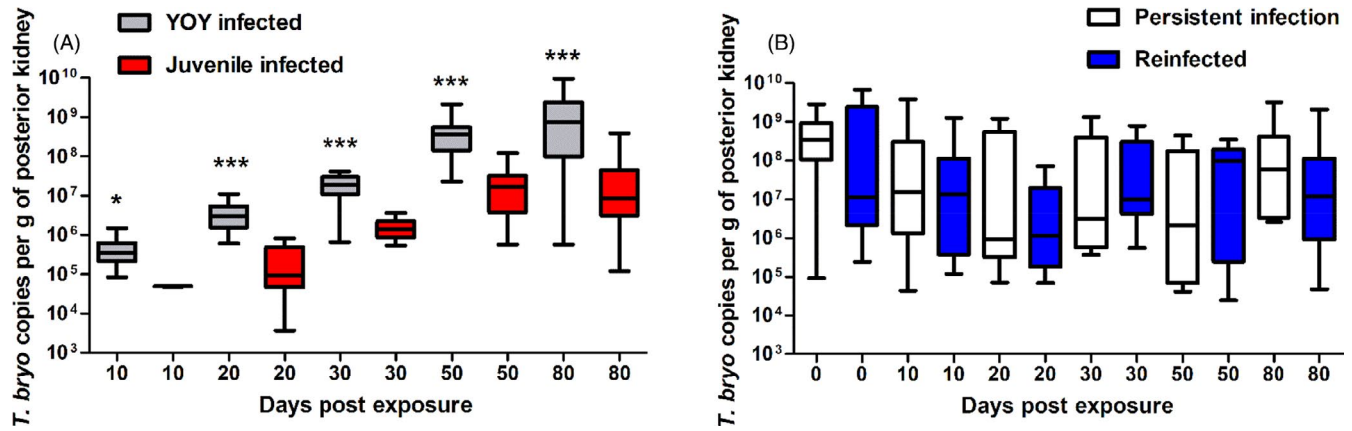 (A)
YOY infected
Juvenile infected
* *** *** *** ***
T. bryo copies per g of posterior kidney
10^10
10^9
10^8
10^7
10^6
10^5
10^4
10^3
10 10 20 20 30 30 50 50 80 80
Days post exposure
(B)
Persistent infection
Reinfected
T. bryo copies per g of posterior kidney
10^10
10^9
10^8
10^7
10^6
10^5
10^4
10^3
0 0 10 10 20 20 30 30 50 50 80 80
Days post exposure